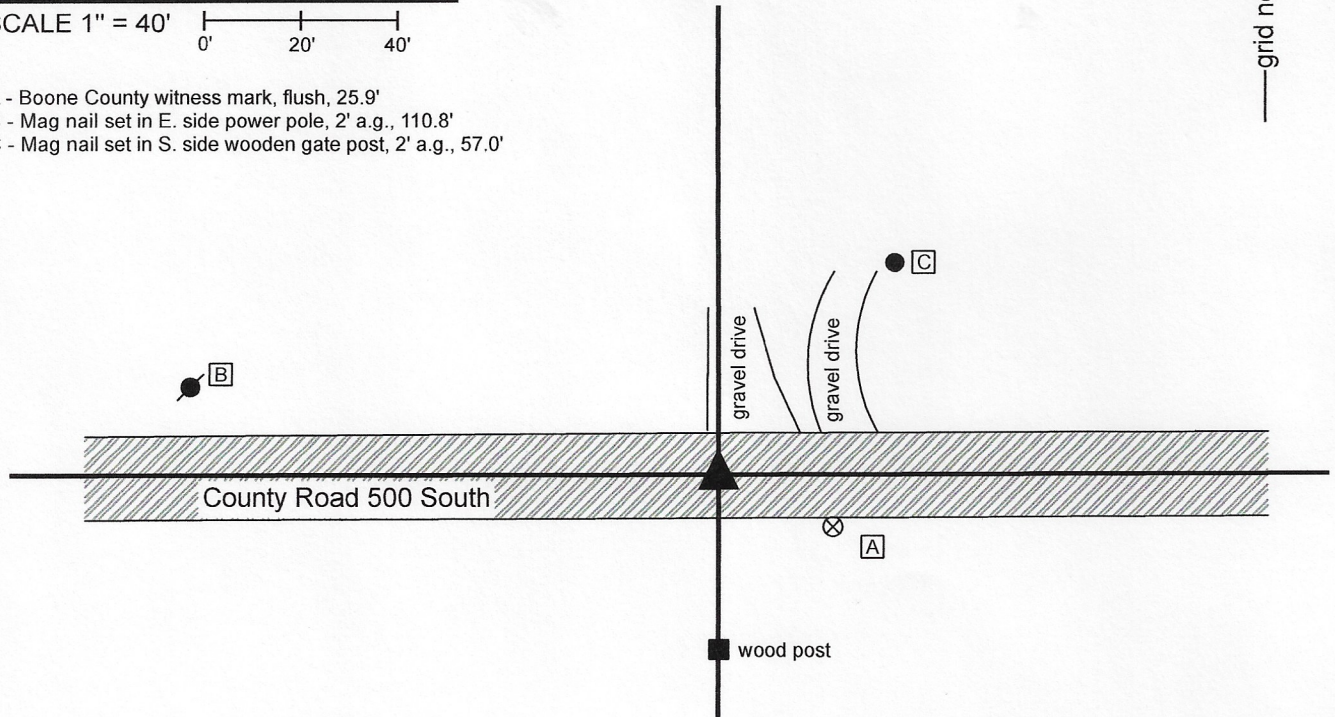 SCALE 1" = 40'
0' 20' 40'
- Boone County witness mark, flush, 25.9'
- Mag nail set in E. side power pole, 2' a.g., 110.8'
- Mag nail set in S. side wooden gate post, 2' a.g., 57.0'
grid
C
B
gravel drive
gravel drive
County Road 500 South
A
wood post